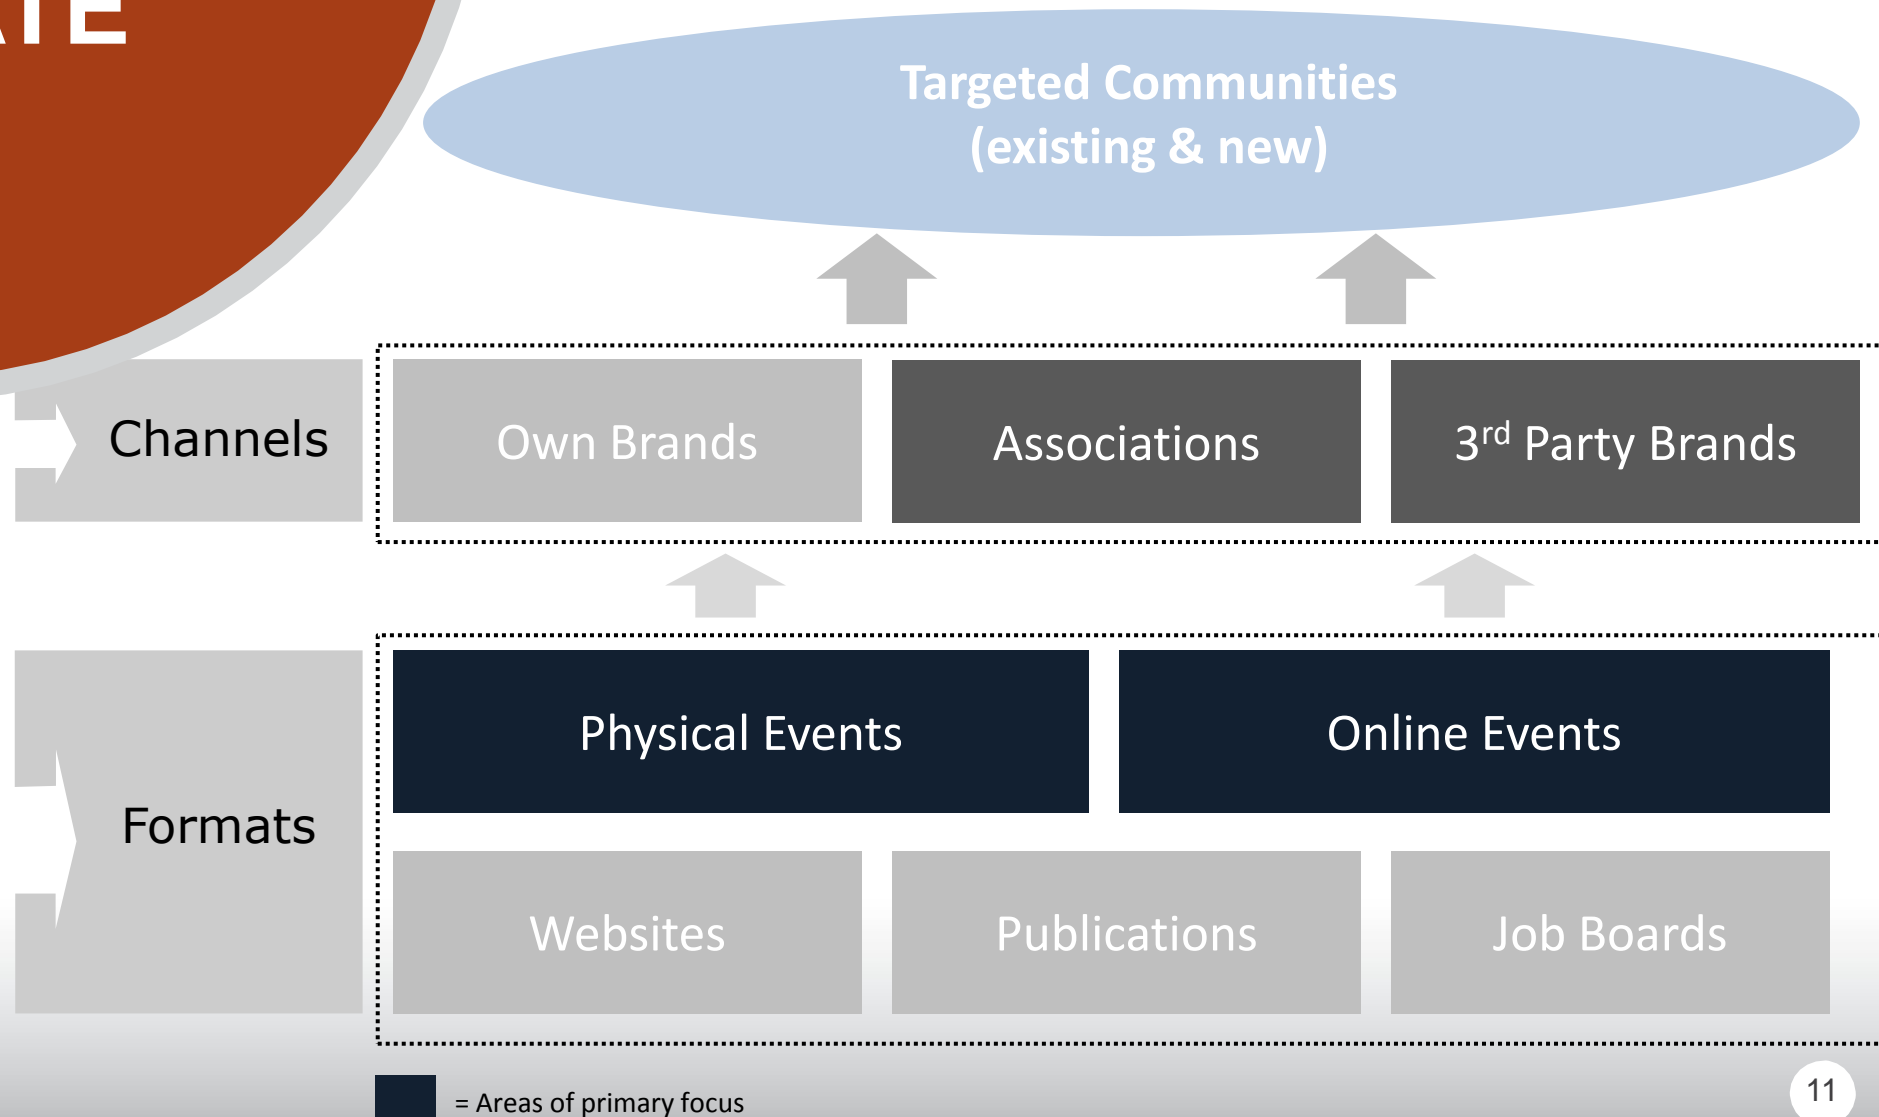 Targeted Communities
(existing & new)
Channels
Own Brands
Associations
3rd Party Brands
Physical Events
Online Events
Formats
Websites
Publications
Job Boards
= Areas of primary focus
11